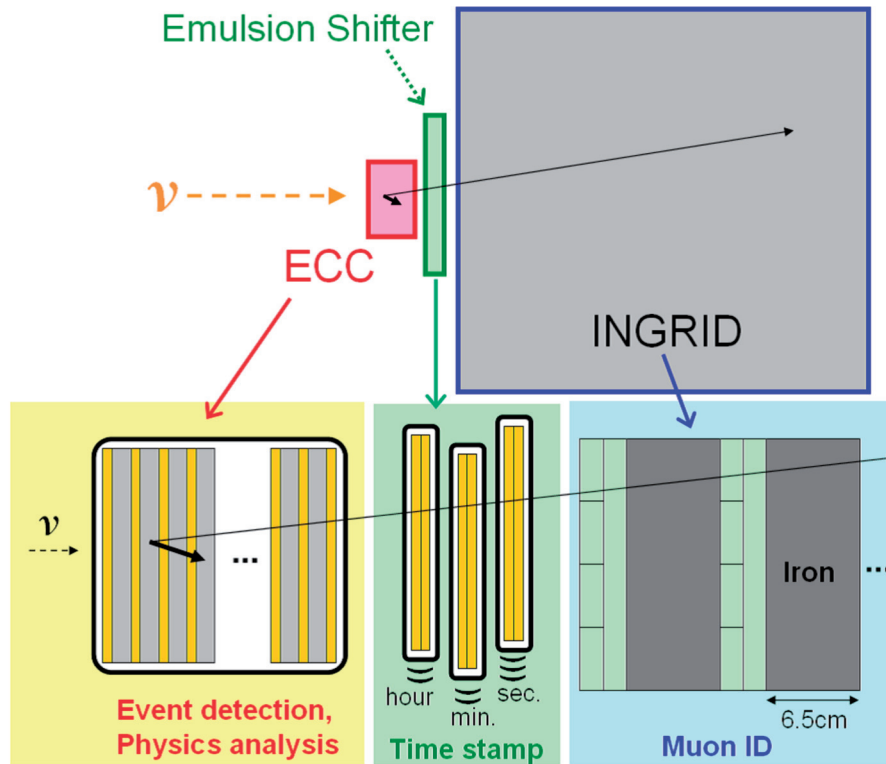 Emulsion Shifter
ν
ECC
INGRID
ν
...
Iron
...
hour
min.
sec.
6.5cm
Event detection,
Physics analysis
Time stamp
Muon ID